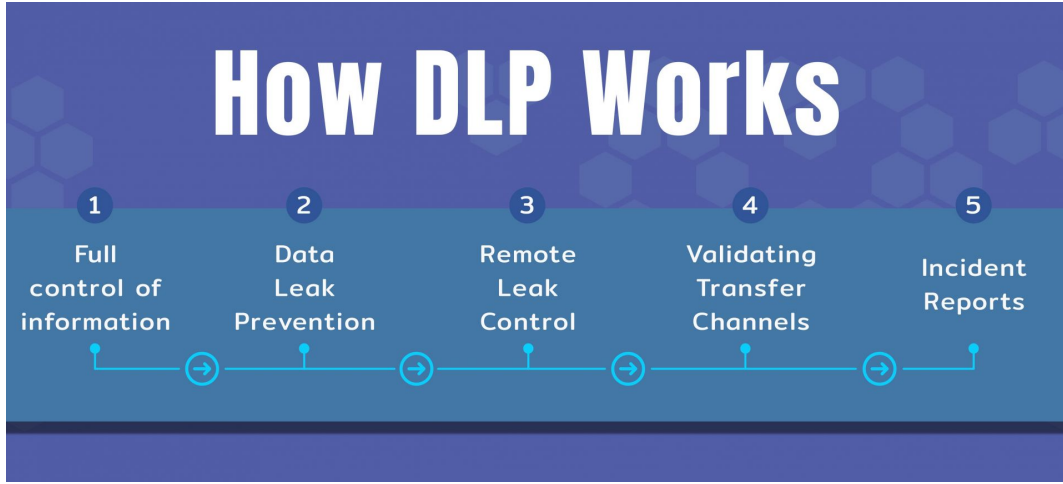 How DLP Works
1
Full
control of
information
2
Data
Leak
Prevention
3
Remote
Leak
Control
4
Validating
Transfer
Channels
5
Incident
Reports